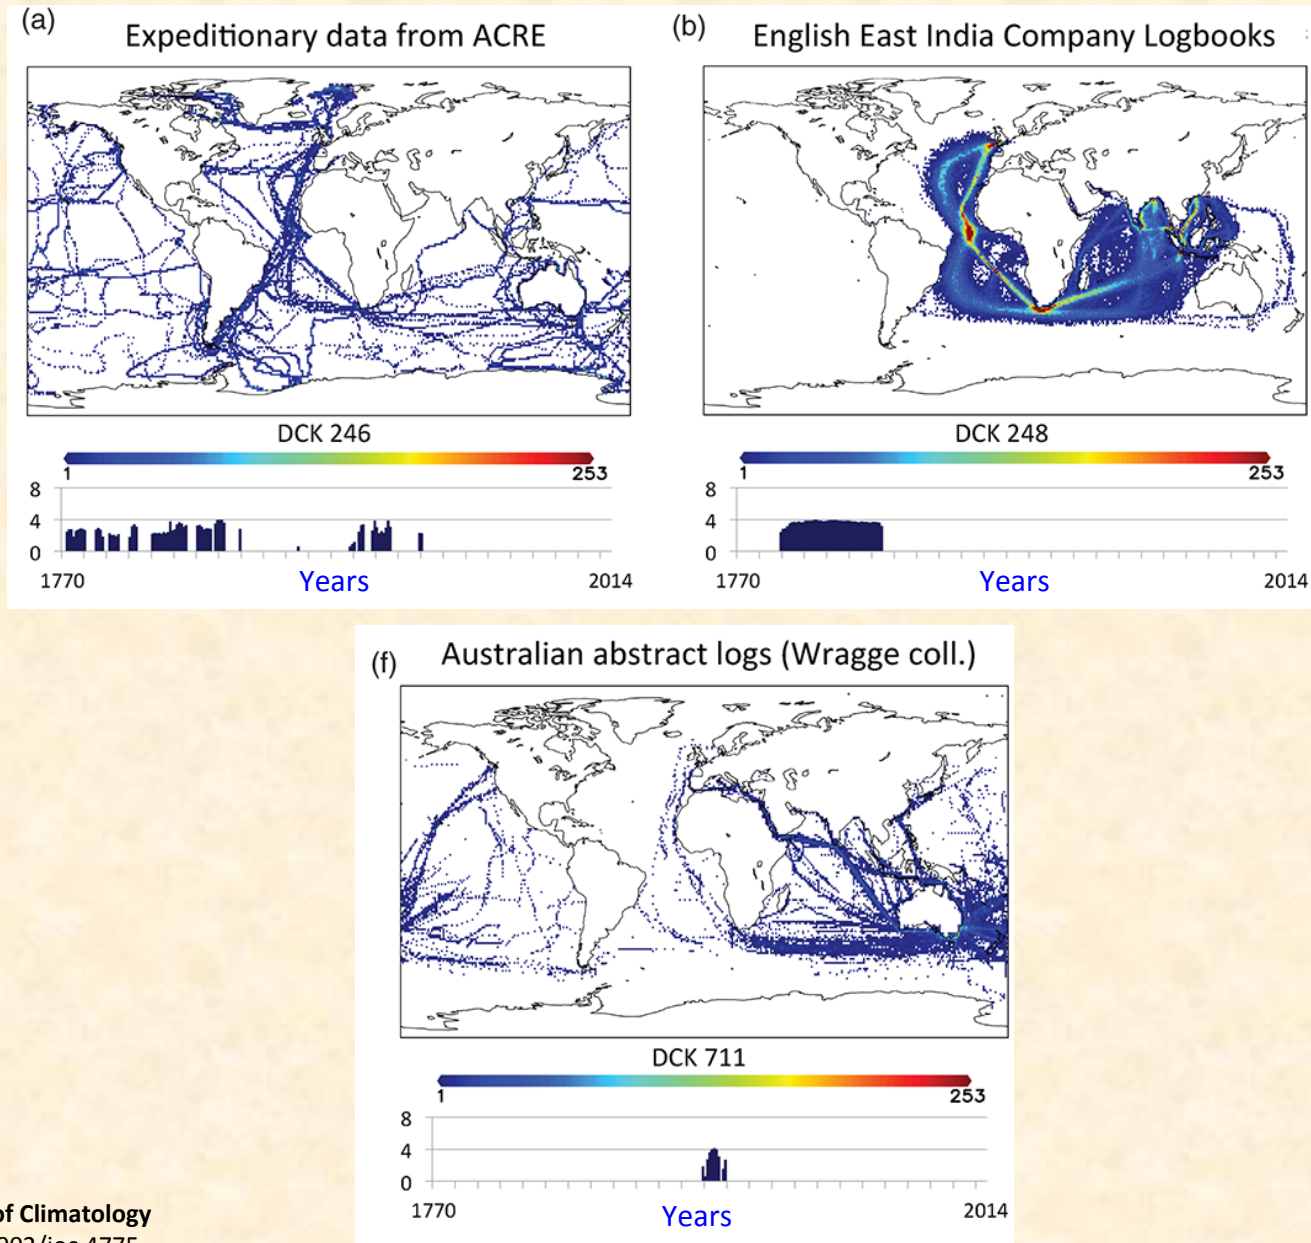 (a)
Expeditionary data from ACRE
DCK 246
1 253
8
4
0
1770 Years 2014
(b)
English East India Company Logbooks
DCK 248
1 253
8
4
0
1770 Years 2014
(f)
Australian abstract logs (Wragge coll.)
DCK 711
1 253
8
4
0
1770 Years 2014
of Climatology